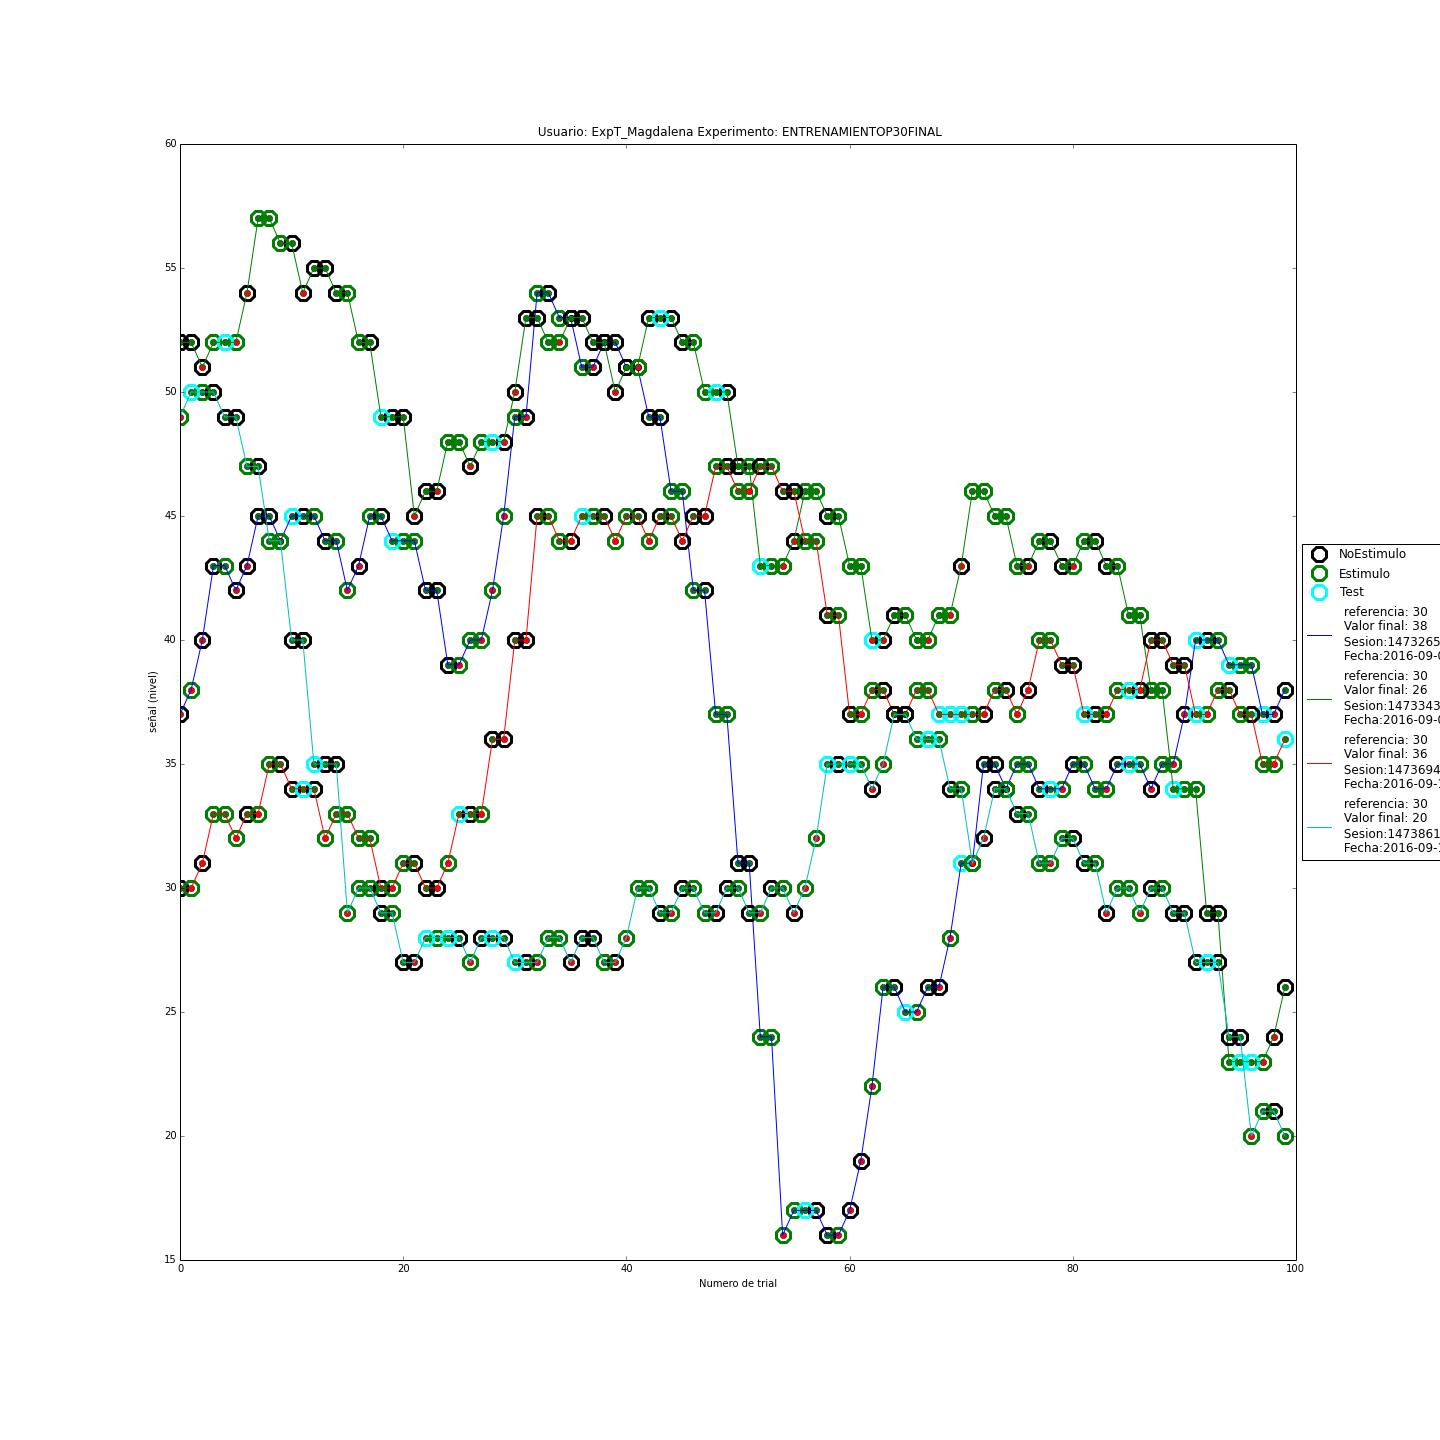 Usuario: ExpT_Magdalena Experimento: ENTRENAMIENTOP30FINAL
60
55
50
45
40
35
30
25
20
15
señal (nivel)
0
20
40
60
80
100
Numero de trial
NoEstimulo
Estimulo
Test
referencia: 30
Valor final: 38
Sesion:1473265
Fecha:2016-09-0
referencia: 30
Valor final: 26
Sesion:1473343
Fecha:2016-09-0
referencia: 30
Valor final: 36
Sesion:1473694
Fecha:2016-09-1
referencia: 30
Valor final: 20
Sesion:1473861
Fecha:2016-09-1